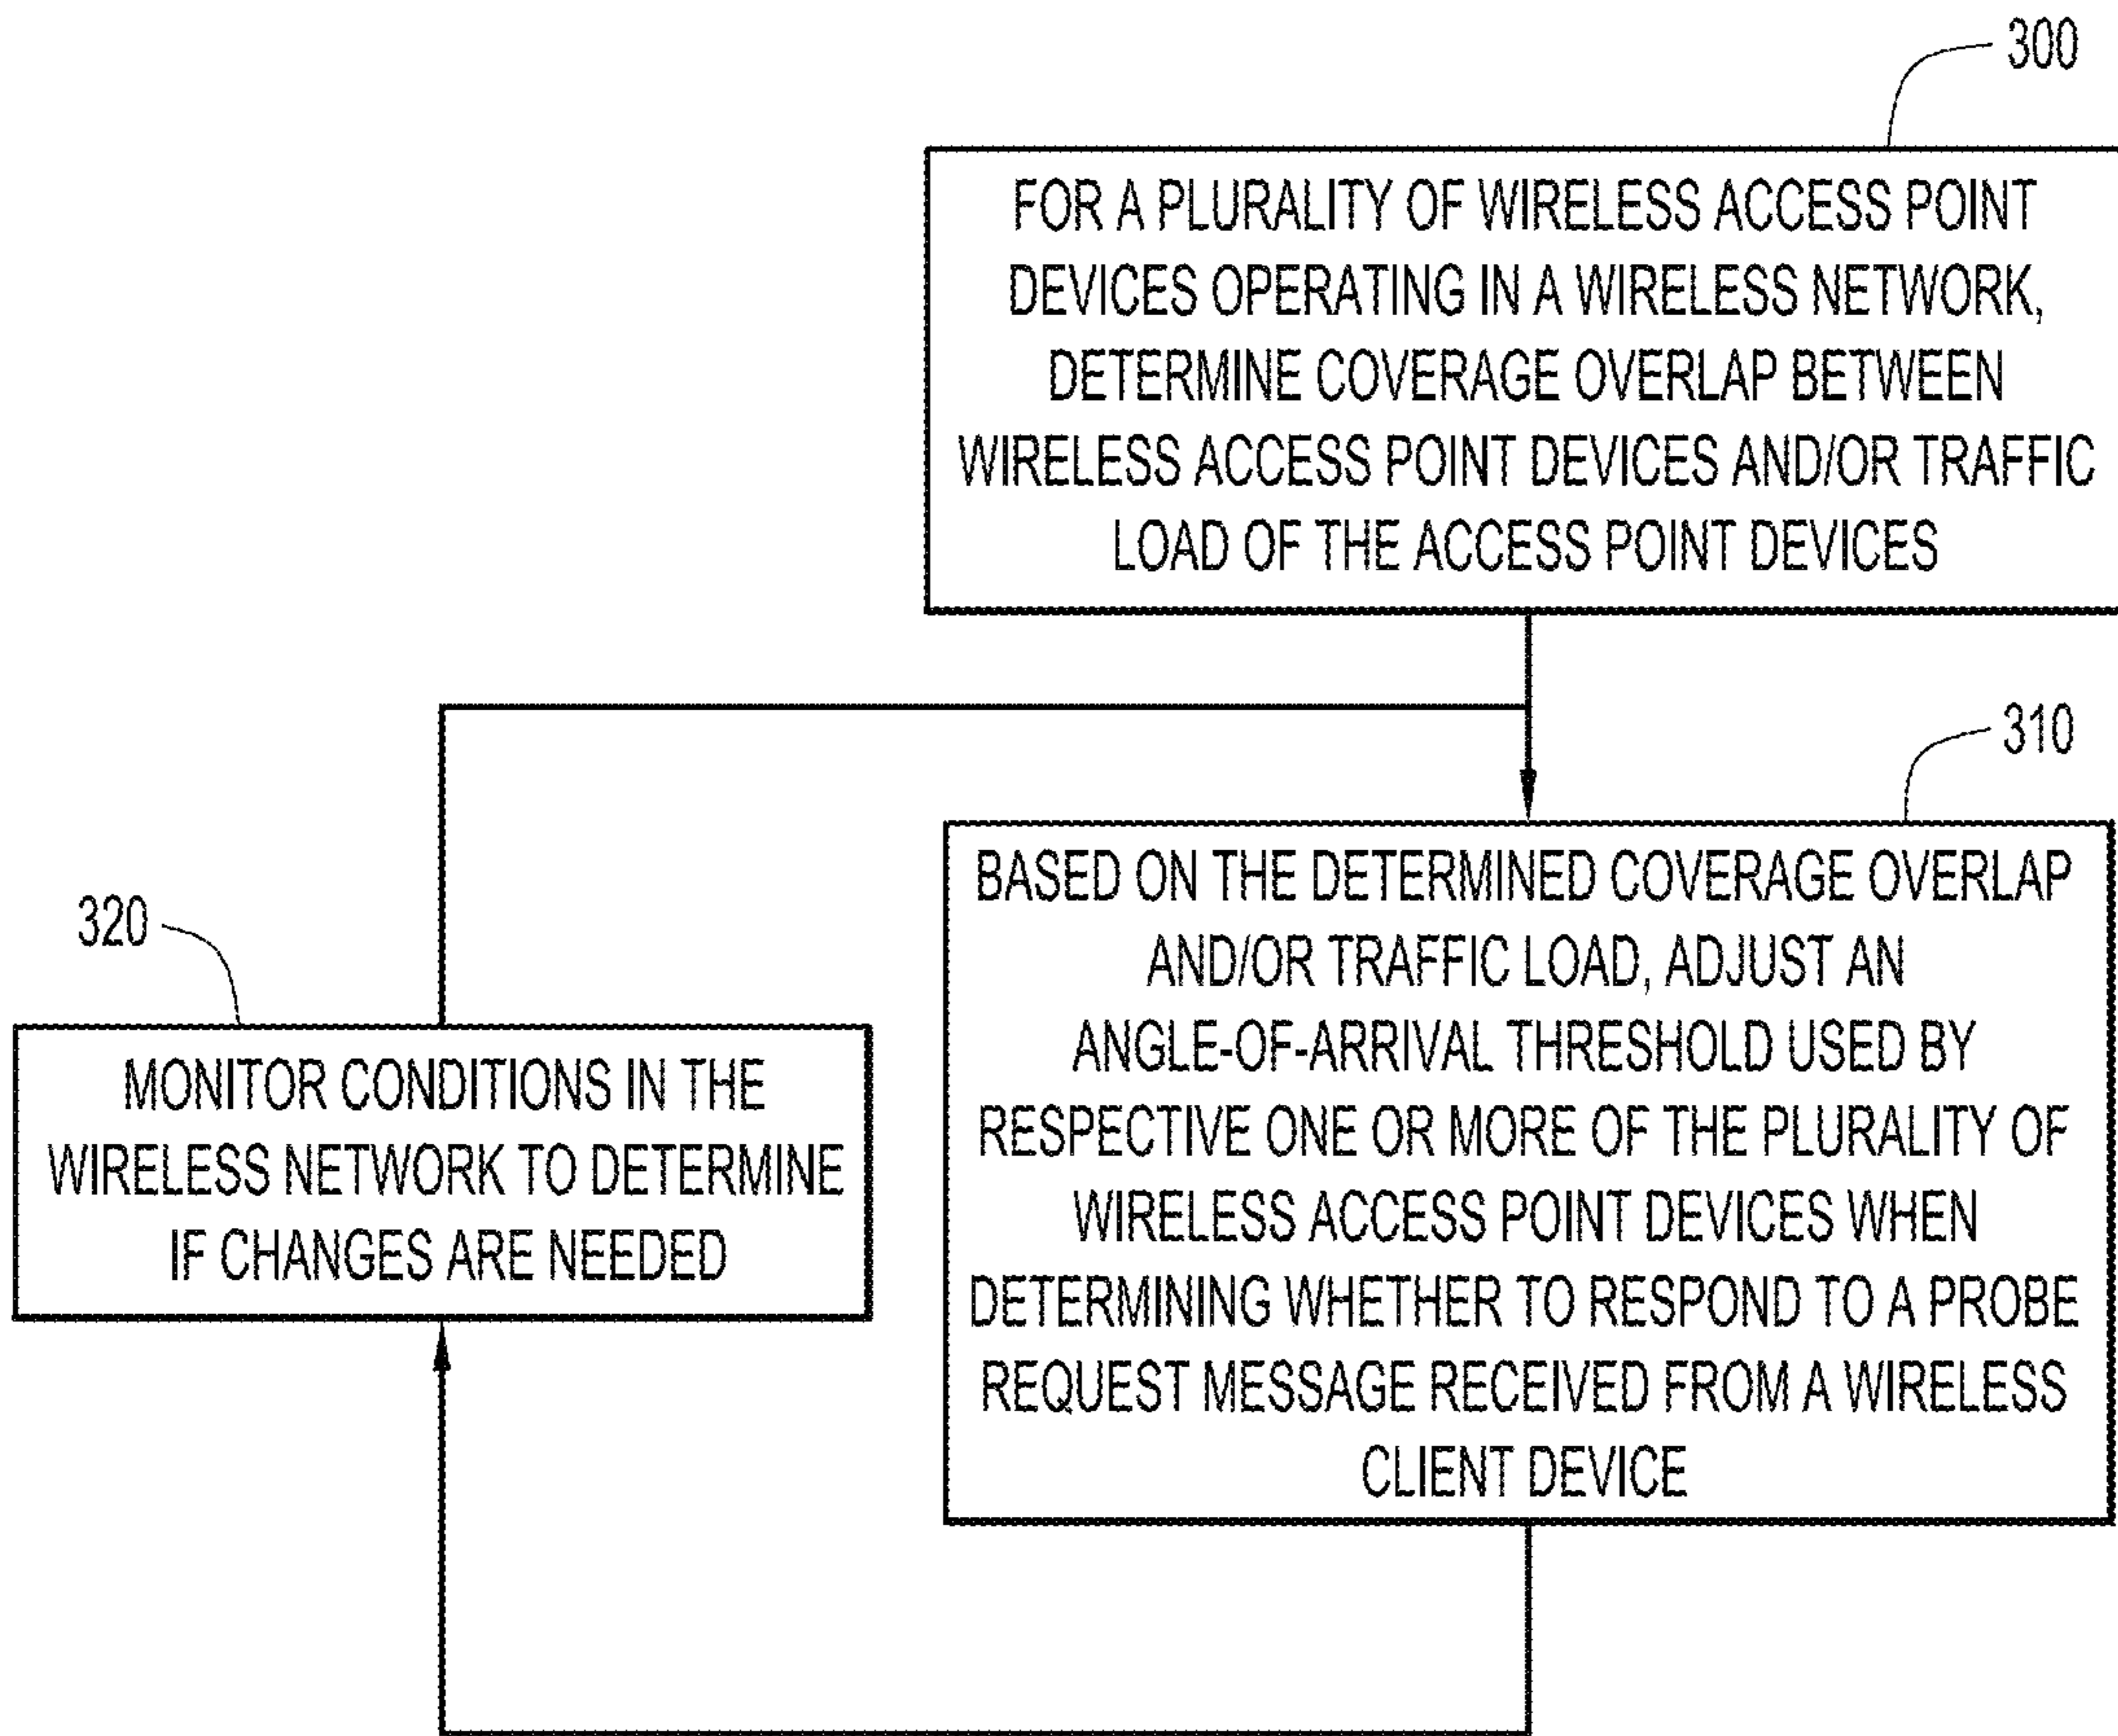 300
FOR A PLURALITY OF WIRELESS ACCESS POINT
DEVICES OPERATING IN A WIRELESS NETWORK,
DETERMINE COVERAGE OVERLAP BETWEEN
WIRELESS ACCESS POINT DEVICES AND/OR TRAFFIC
LOAD OF THE ACCESS POINT DEVICES
310
BASED ON THE DETERMINED COVERAGE OVERLAP
AND/OR TRAFFIC LOAD, ADJUST AN
ANGLE-OF-ARRIVAL THRESHOLD USED BY
RESPECTIVE ONE OR MORE OF THE PLURALITY OF
WIRELESS ACCESS POINT DEVICES WHEN
DETERMINING WHETHER TO RESPOND TO A PROBE
REQUEST MESSAGE RECEIVED FROM A WIRELESS
CLIENT DEVICE
320
MONITOR CONDITIONS IN THE
WIRELESS NETWORK TO DETERMINE
IF CHANGES ARE NEEDED